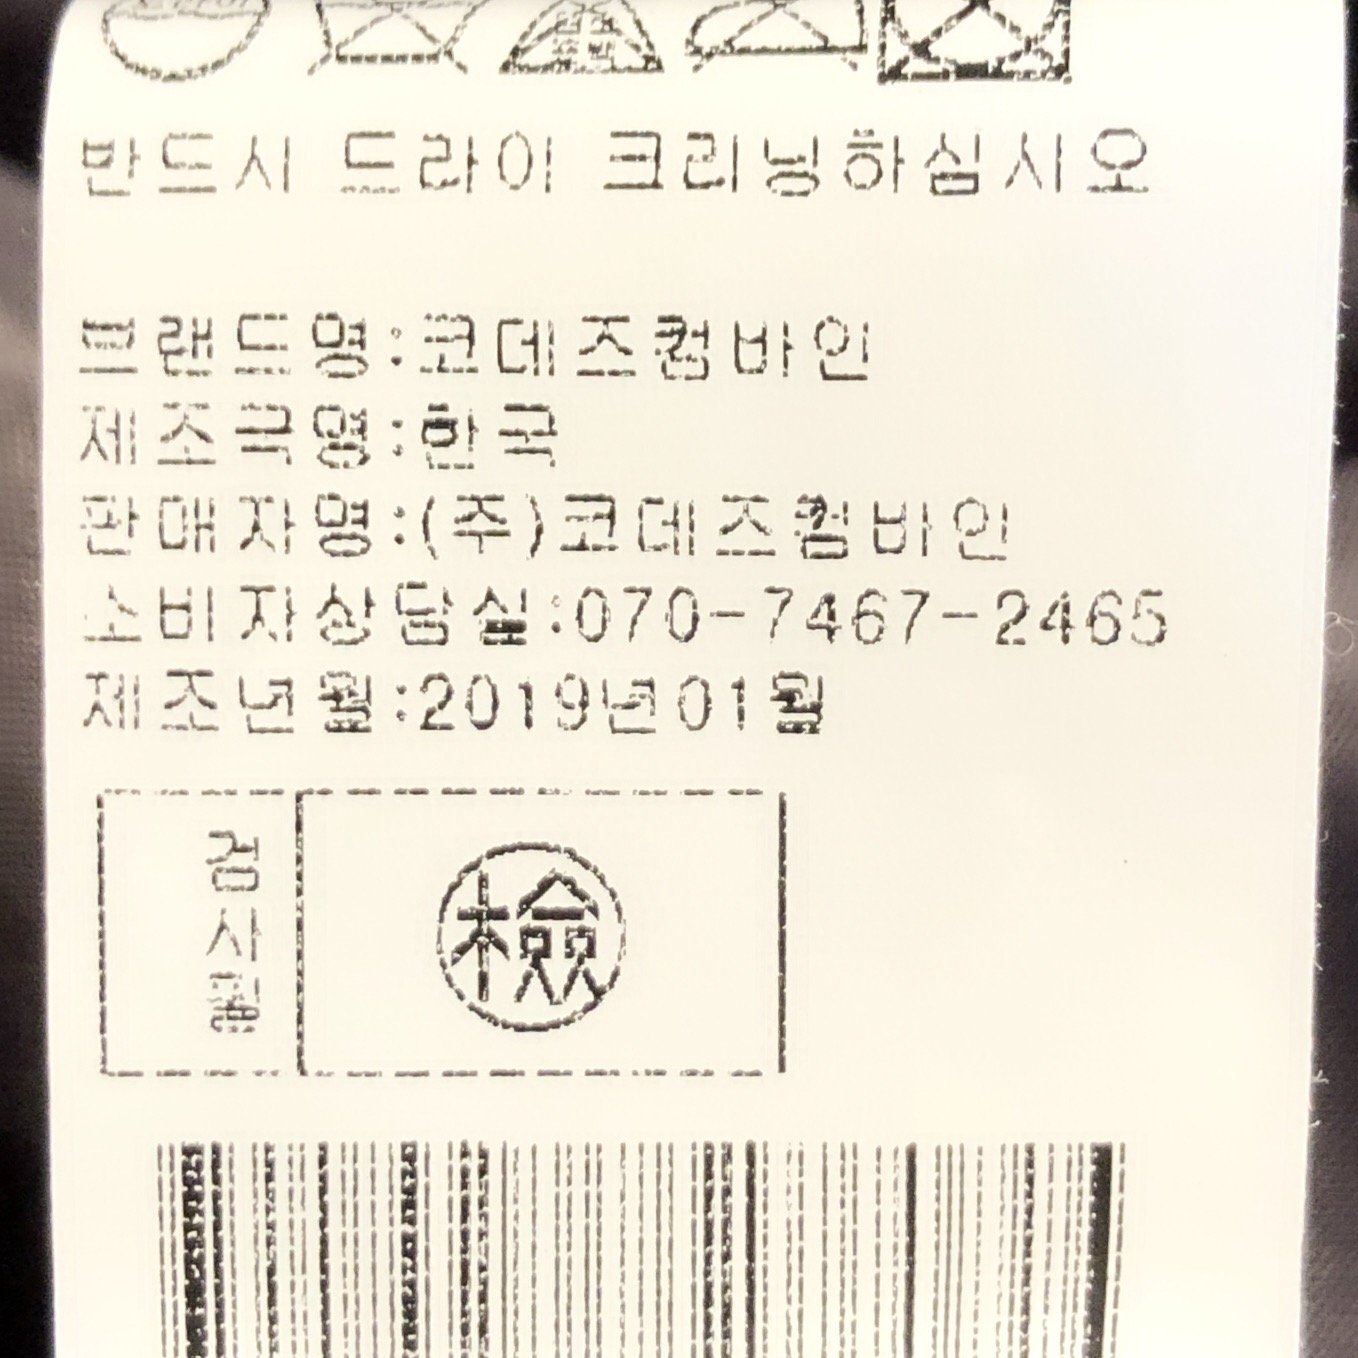 반드시 드라이 크리닝하십시오
브랜드명:코데즈컴바인
제조국명:한국
판매자명:(주)코데즈컴바인
소비자상담실:070-7467-2465
제조년월:2019년01월
검사필
檢